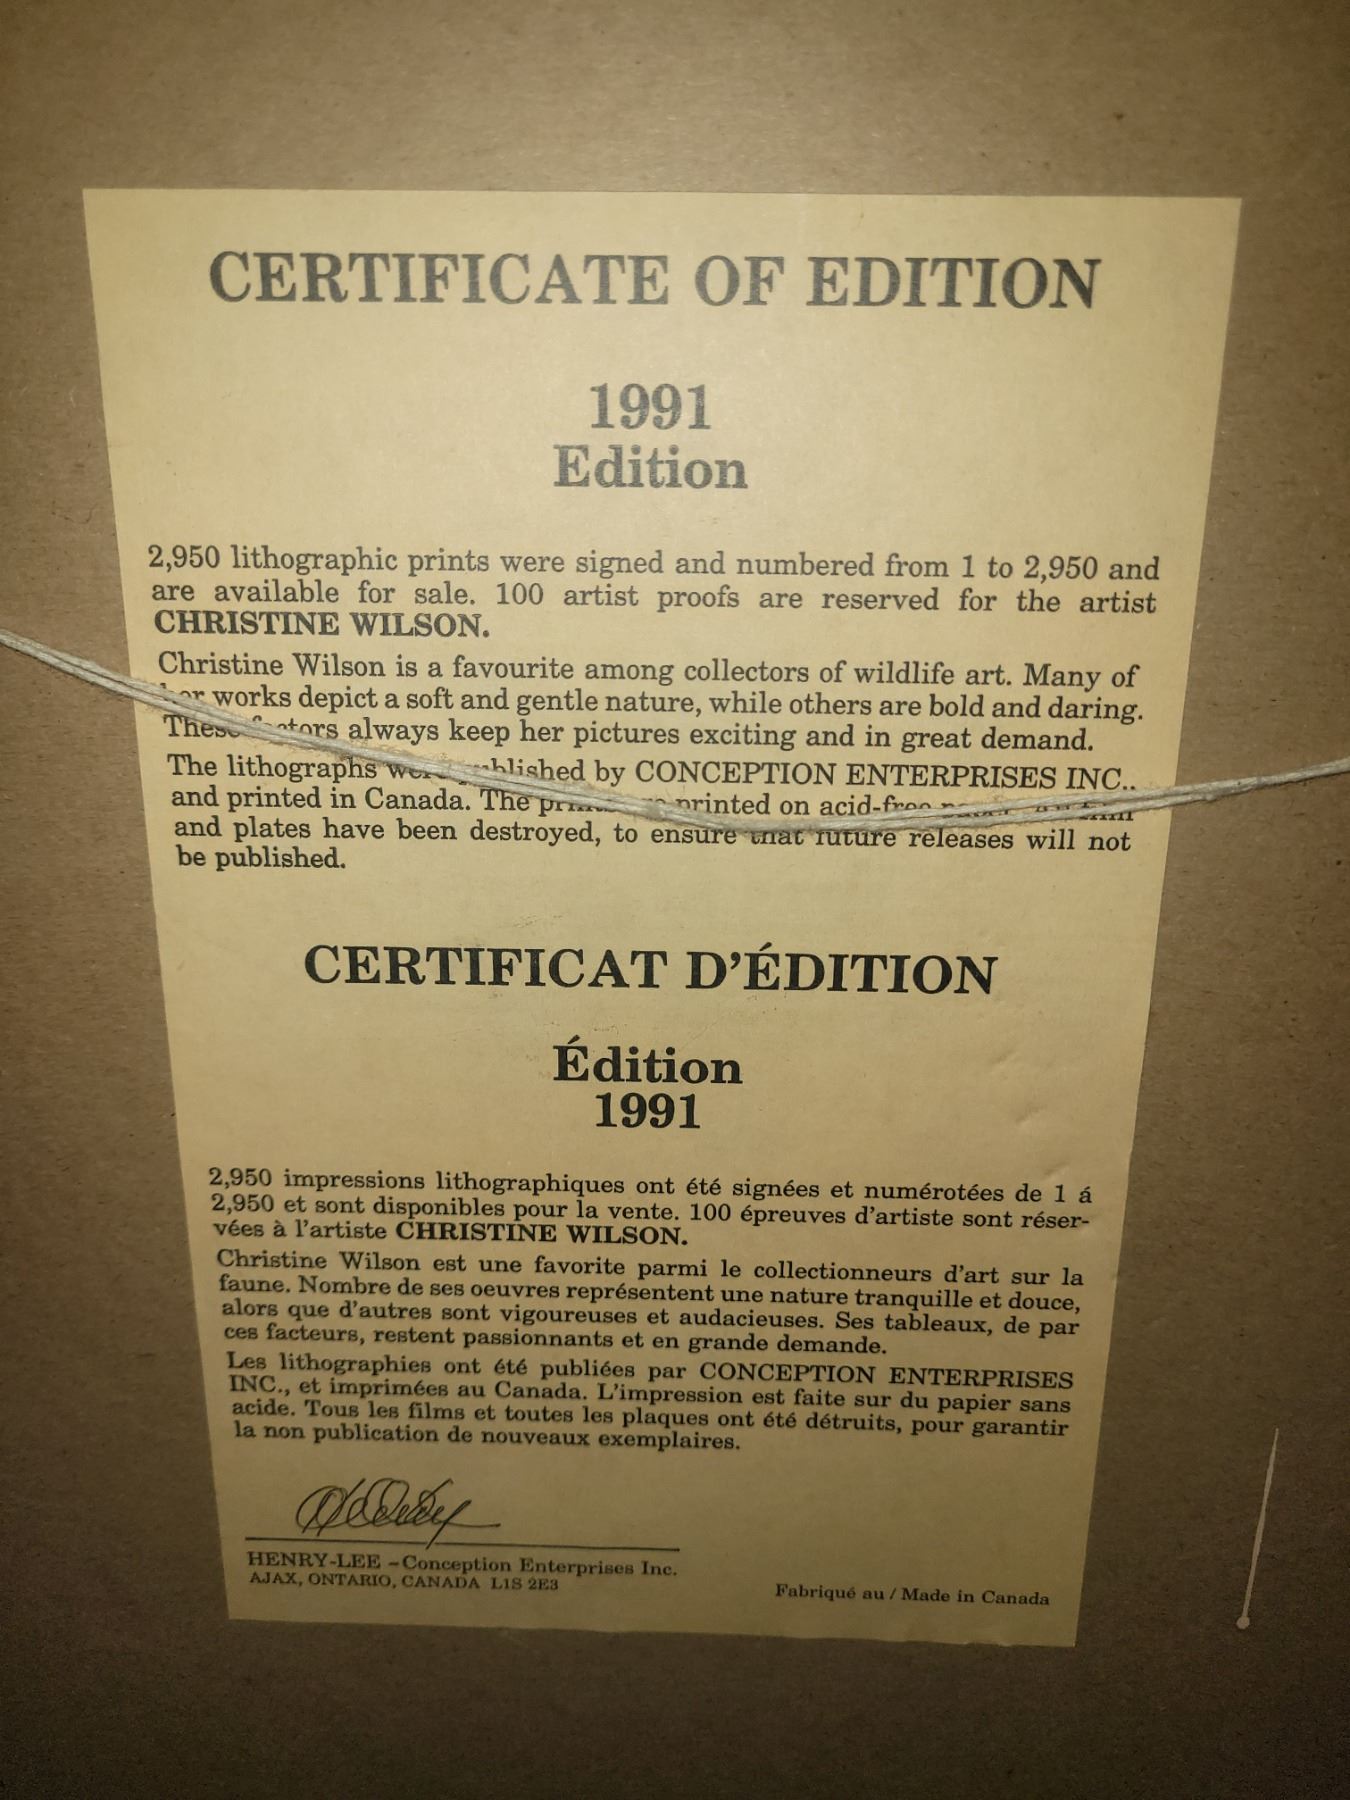 CERTIFICATE OF EDITION
1991
Edition
2,950 lithographic prints were signed and numbered from 1 to 2,950 and
are available for sale. 100 artist proofs are reserved for the artist
CHRISTINE WILSON.
Christine Wilson is a favourite among collectors of wildlife art. Many of
her works depict a soft and gentle nature, while others are bold and daring.
These factors always keep her pictures exciting and in great demand.
The lithographs were published by CONCEPTION ENTERPRISES INC..
and printed in Canada. The printed on acid-free
and plates have been destroyed, to ensure that future releases will not
be published.
CERTIFICAT D'ÉDITION
Édition
1991
2,950 impressions lithographiques ont été signées et numérotées de 1 á
2,950 et sont disponibles pour la vente. 100 épreuves d'artiste sont réser-
vées à l'artiste CHRISTINE WILSON.
Christine Wilson est une favorite parmi le collectionneurs d'art sur la
faune. Nombre de ses oeuvres représentent une nature tranquille et douce,
alors que d'autres sont vigoureuses et audacieuses. Ses tableaux, de par
ces facteurs, restent passionnants et en grande demande.
Les lithographies ont été publiées par CONCEPTION ENTERPRISES
INC., et imprimées au Canada. L'impression est faite sur du papier sans
acide. Tous les films et toutes les plaques ont été détruits, pour garantir
la non publication de nouveaux exemplaires.
HENRY-LEE – Conception Enterprises Inc.
AJAX, ONTARIO, CANADA L1S 2E3
Fabriqué au / Made in Canada